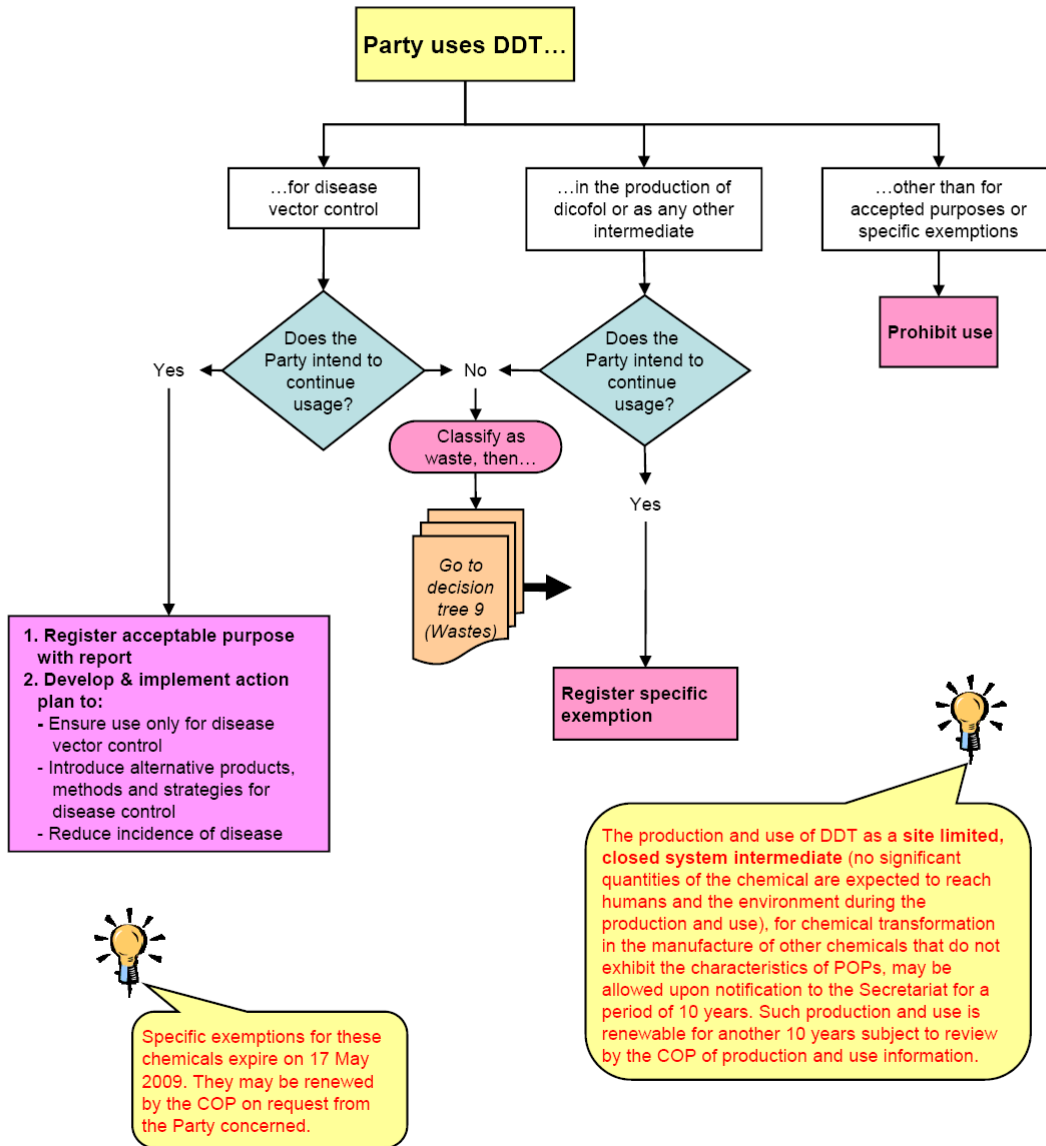 Party uses DDT…
…for disease
vector control
…in the production of
dicofol or as any other
intermediate
…other than for
accepted purposes or
specific exemptions
Does the
Party intend to
continue
usage?
Does the
Party intend to
continue
usage?
Prohibit use
Yes
No
Classify as
waste, then…
Yes
Go to
decision
tree 9
(Wastes)
1. Register acceptable purpose
with report
2. Develop & implement action
plan to:
- Ensure use only for disease
vector control
- Introduce alternative products,
methods and strategies for
disease control
- Reduce incidence of disease
Register specific
exemption
The production and use of DDT as a site limited,
closed system intermediate (no significant
quantities of the chemical are expected to reach
humans and the environment during the
production and use), for chemical transformation
in the manufacture of other chemicals that do not
exhibit the characteristics of POPs, may be
allowed upon notification to the Secretariat for a
period of 10 years. Such production and use is
renewable for another 10 years subject to review
by the COP of production and use information.
Specific exemptions for these
chemicals expire on 17 May
2009. They may be renewed
by the COP on request from
the Party concerned.